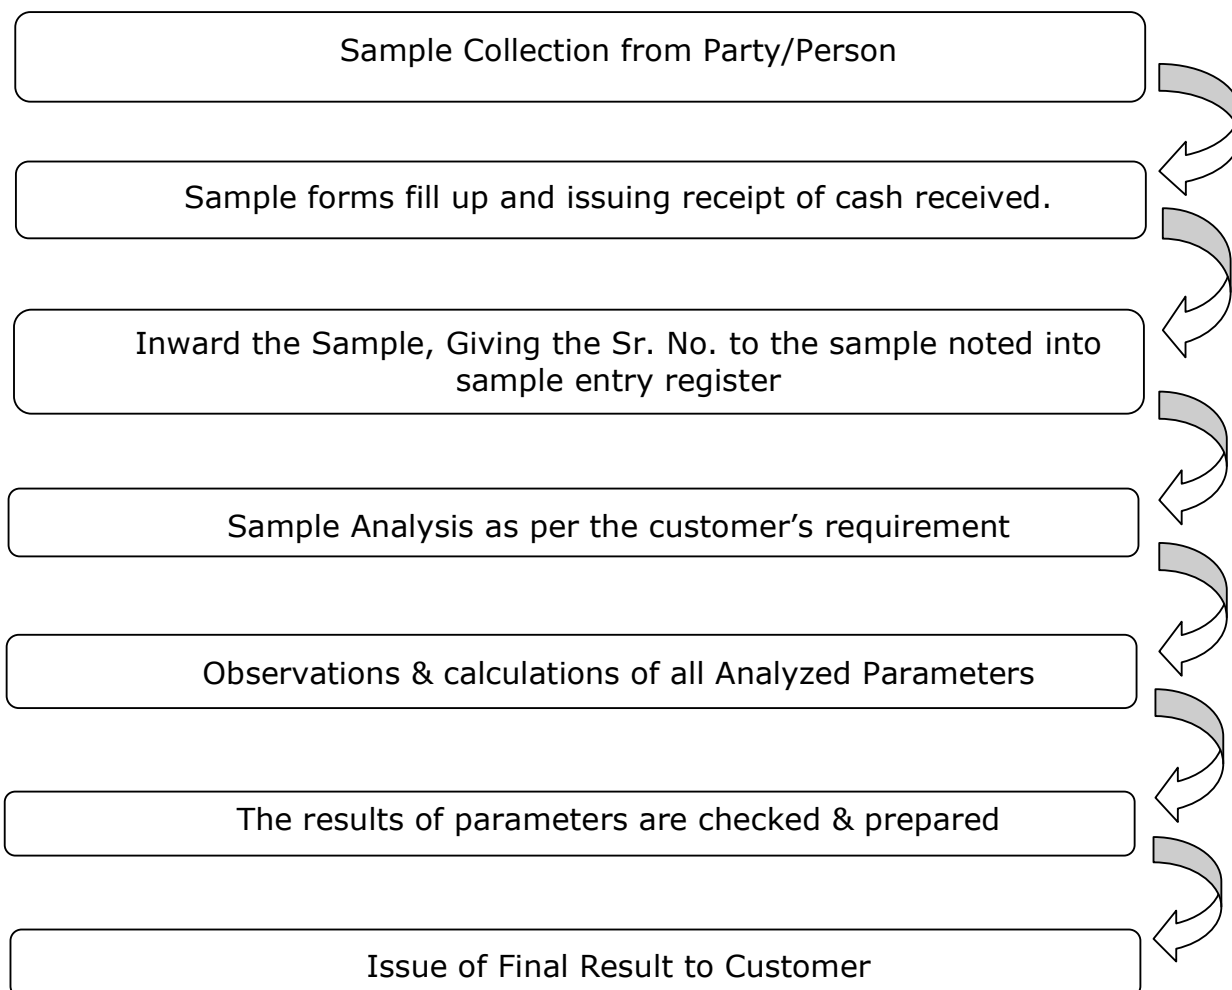 Sample Collection from Party/Person
Sample forms fill up and issuing receipt of cash received.
Inward the Sample, Giving the Sr. No. to the sample noted into
sample entry register
Sample Analysis as per the customer’s requirement
Observations & calculations of all Analyzed Parameters
The results of parameters are checked & prepared
Issue of Final Result to Customer